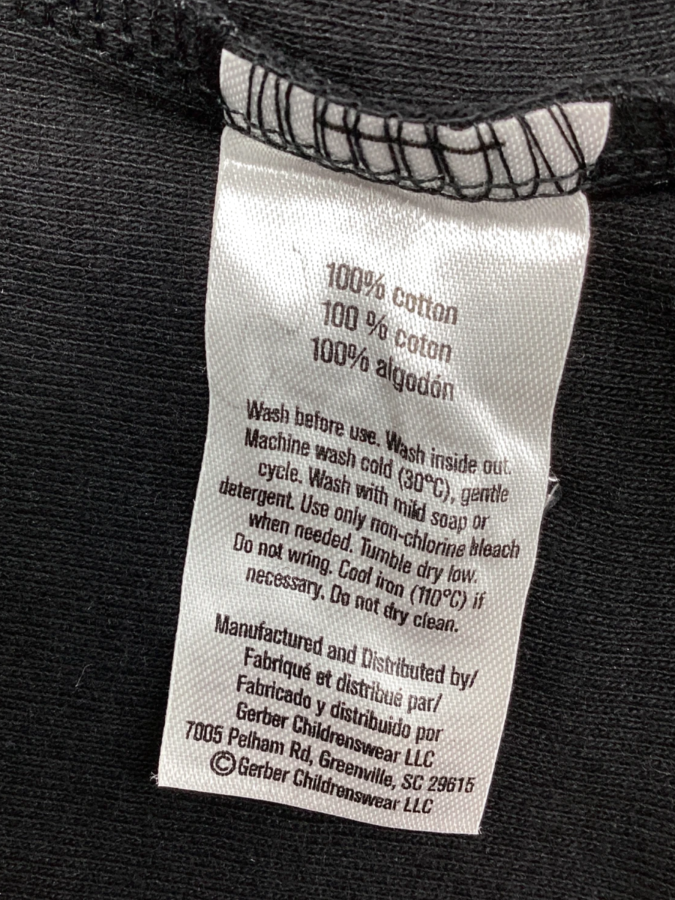 100% cotton
100 % coton
100% algodón
Wash before use. Wash inside out.
Machine wash cold (30ºC), gentle
cycle. Wash with mild soap or
detergent. Use only non-chlorine bleach
when needed. Tumble dry low.
Do not wring. Cool iron (110ºC) if
necessary. Do not dry clean.
Manufactured and Distributed by/
Fabriqué et distribué par/
Fabricado y distribuido por
Gerber Childrenswear LLC
7005 Pelham Rd, Greenville, SC 29615
©Gerber Childrenswear LLC